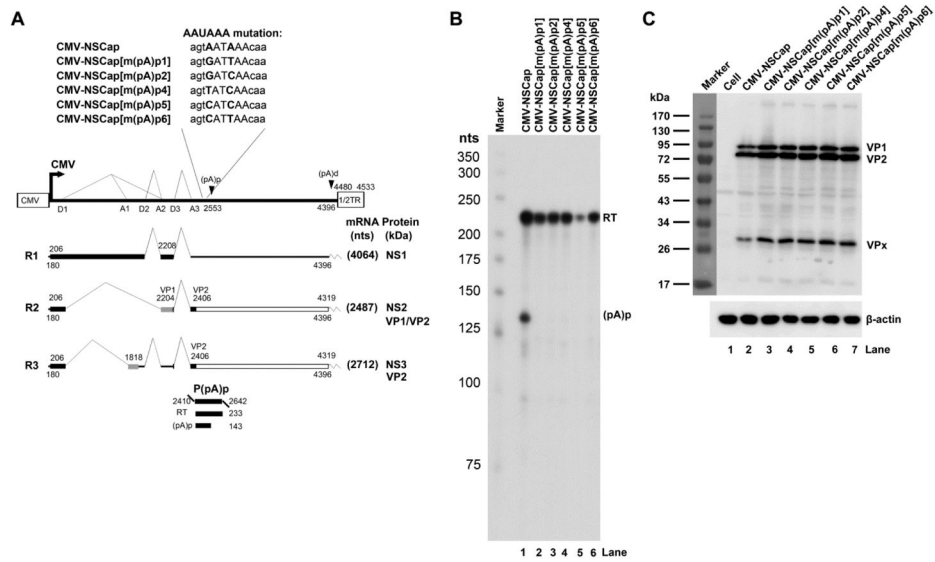 A
AAUAAA mutation:
CMV-NSCap agtAATAAAcaa
CMV-NSCap[m(pA)p1] agtGATTAAcaa
CMV-NSCap[m(pA)p2] agtGATCAAcaa
CMV-NSCap[m(pA)p4] agtTATCAAcaa
CMV-NSCap[m(pA)p5] agtCATCAAcaa
CMV-NSCap[m(pA)p6] agtCATTAAcaa
CMV
(pA)p
(pA)d
4480 4533
CMV
1/2TR
D1 A1 D2 A2 D3 A3 2553 4396
mRNA Protein
(nts) (kDa)
R1 206 2208 (4064) NS1
180 4396
VP1 VP2
R2 206 2204 2406 4319 (2487) NS2
180 4396 VP1/VP2
VP2
R3 206 1818 2406 4319 (2712) NS3
180 4396 VP2
P(pA)p
2410 2642
RT 233
(pA)p 143
B
Marker
CMV-NSCap
CMV-NSCap[m(pA)p1]
CMV-NSCap[m(pA)p2]
CMV-NSCap[m(pA)p4]
CMV-NSCap[m(pA)p5]
CMV-NSCap[m(pA)p6]
nts
350
300
250
RT
200
175
150
(pA)p
125
100
75
1 2 3 4 5 6 Lane
C
Marker
Cell
CMV-NSCap
CMV-NSCap[m(pA)p1]
CMV-NSCap[m(pA)p2]
CMV-NSCap[m(pA)p4]
CMV-NSCap[m(pA)p5]
CMV-NSCap[m(pA)p6]
kDa
170
130
95
VP1
72
VP2
55
43
34
26
VPx
17
β-actin
1 2 3 4 5 6 7 Lane